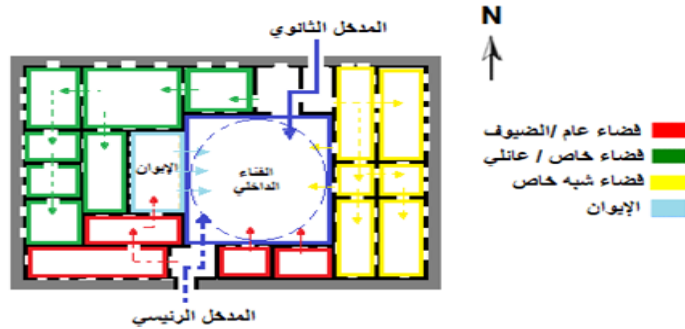 المدخل الثانوي
N
فضاء عام /الضيوف
فضاء خاص / عائلي
فضاء شبه خاص
الإيوان
الإيوان
الفناء
الداخلي
المدخل الرئيسي